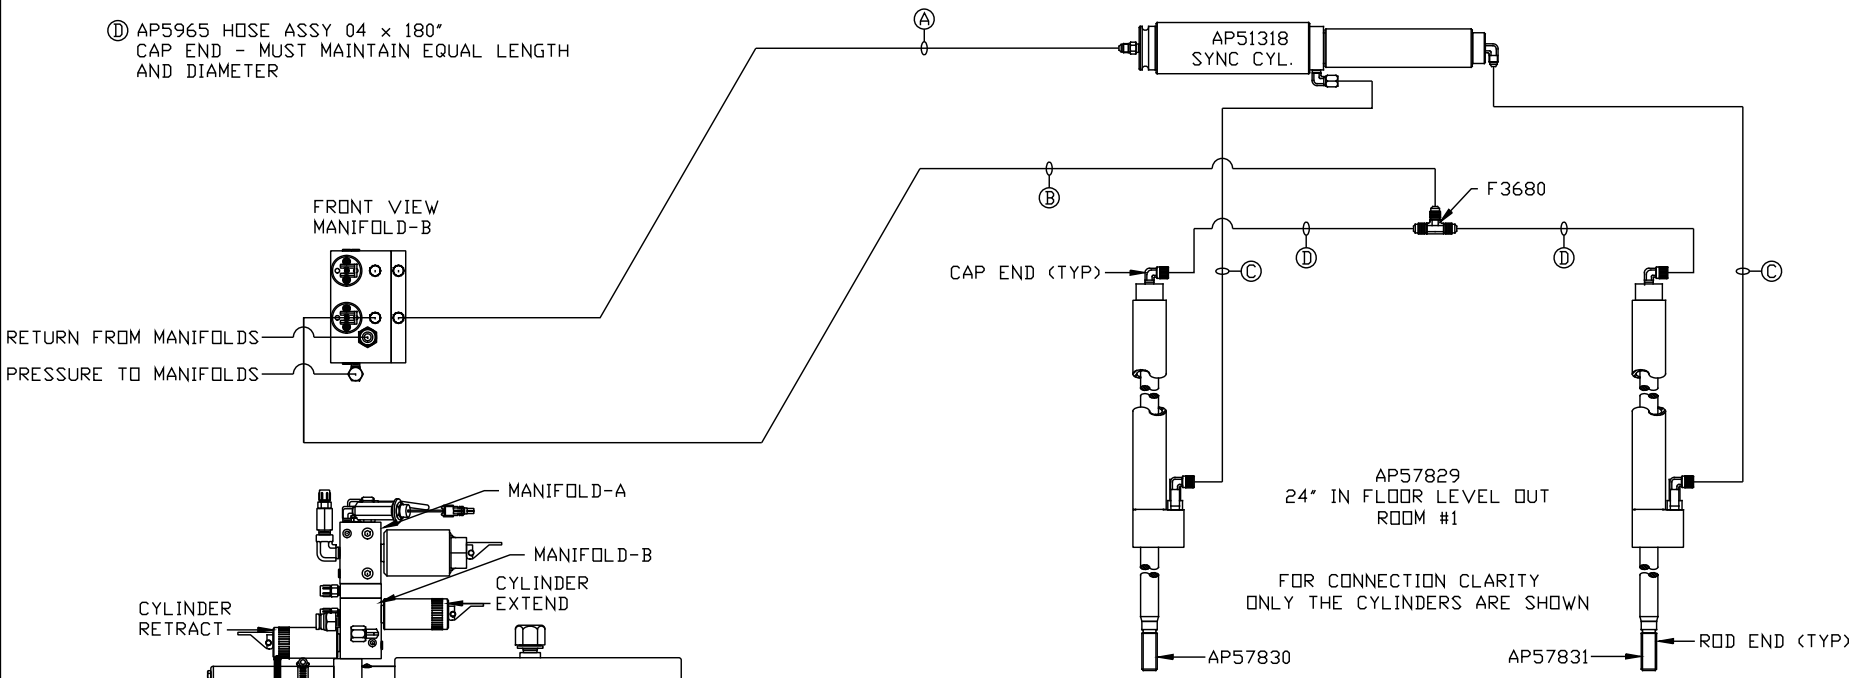 Ⓓ AP5965 HOSE ASSY 04 x 180"
CAP END - MUST MAINTAIN EQUAL LENGTH
AND DIAMETER
A
AP51318
SYNC CYL.
B
F3680
FRONT VIEW
MANIFOLD-B
D
D
CAP END (TYP)
C
C
RETURN FROM MANIFOLDS
PRESSURE TO MANIFOLDS
AP57829
24" IN FLOOR LEVEL OUT
ROOM #1
MANIFOLD-A
MANIFOLD-B
CYLINDER
EXTEND
CYLINDER
RETRACT
FOR CONNECTION CLARITY
ONLY THE CYLINDERS ARE SHOWN
ROD END (TYP)
AP57830
AP57831